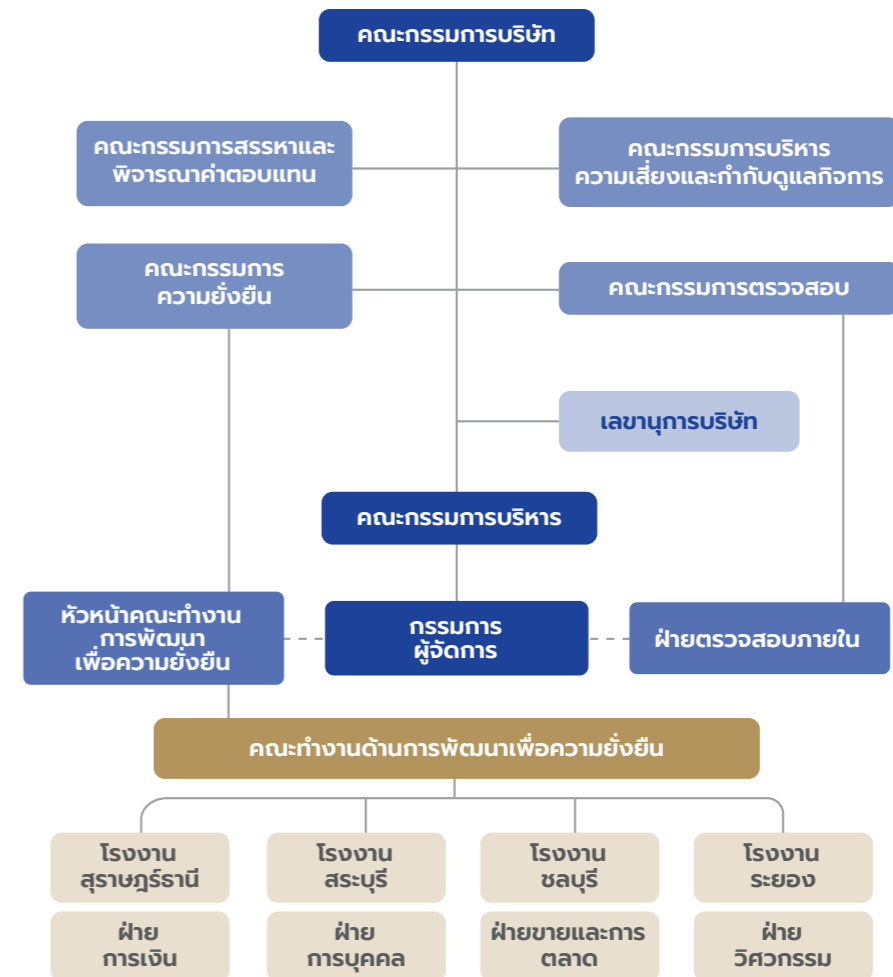 คณะกรรมการบริษัท
คณะกรรมการสรรหาและ
พิจารณาค่าตอบแทน
คณะกรรมการบริหาร
ความเสี่ยงและกำกับดูแลกิจการ
คณะกรรมการ
ความยั่งยืน
คณะกรรมการตรวจสอบ
เลขานุการบริษัท
คณะกรรมการบริหาร
หัวหน้าคณะทำงาน
การพัฒนา
เพื่อความยั่งยืน
กรรมการ
ผู้จัดการ
ฝ่ายตรวจสอบภายใน
คณะทำงานด้านการพัฒนาเพื่อความยั่งยืน
โรงงาน
สุราษฎร์ธานี
โรงงาน
สระบุรี
โรงงาน
ชลบุรี
โรงงาน
ระยอง
ฝ่าย
การเงิน
ฝ่าย
การบุคคล
ฝ่ายขายและการ
ตลาด
ฝ่าย
วิศวกรรม